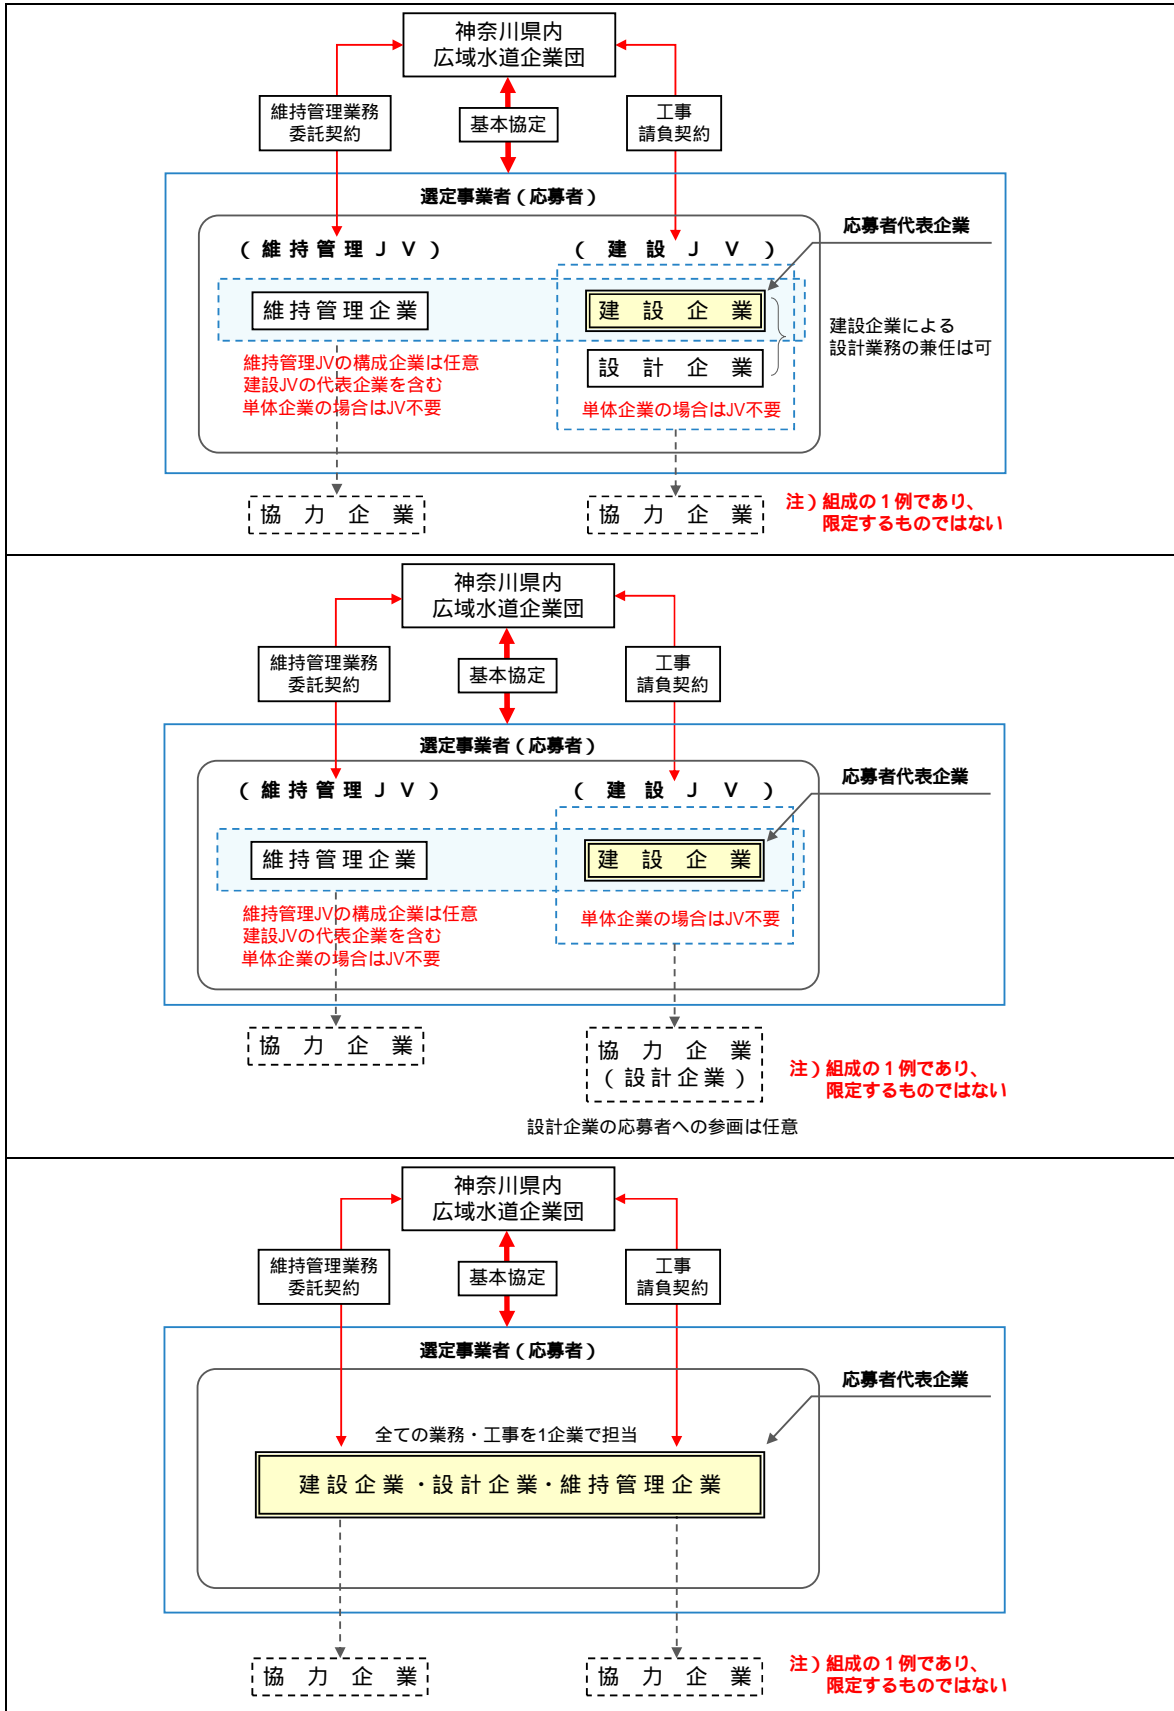 神奈川県内
広域水道企業団
維持管理業務
委託契約
基本協定
工事
請負契約
選定事業者（応募者）
応募者代表企業
（維持管理ＪＶ）
（建設ＪＶ）
維持管理企業
建設企業
設計企業
建設企業による
設計業務の兼任は可
維持管理JVの構成企業は任意
建設JVの代表企業を含む
単体企業の場合はJV不要
単体企業の場合はJV不要
協力企業
協力企業
注）組成の１例であり、
限定するものではない
神奈川県内
広域水道企業団
維持管理業務
委託契約
基本協定
工事
請負契約
選定事業者（応募者）
応募者代表企業
（維持管理ＪＶ）
（建設ＪＶ）
維持管理企業
建設企業
維持管理JVの構成企業は任意
建設JVの代表企業を含む
単体企業の場合はJV不要
単体企業の場合はJV不要
協力企業
協力企業
（設計企業）
注）組成の１例であり、
限定するものではない
設計企業の応募者への参画は任意
神奈川県内
広域水道企業団
維持管理業務
委託契約
基本協定
工事
請負契約
選定事業者（応募者）
応募者代表企業
全ての業務・工事を1企業で担当
建設企業・設計企業・維持管理企業
協力企業
協力企業
注）組成の１例であり、
限定するものではない